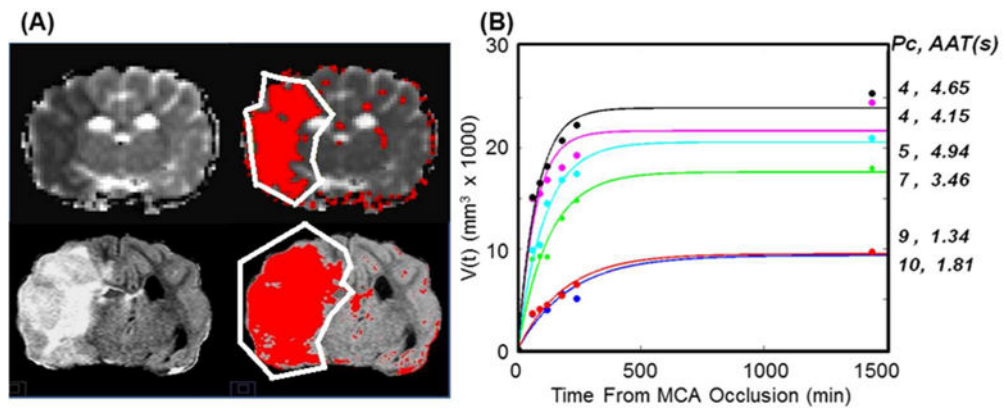 (A)
(B)
Pc, AAT(s)
30
20
10
0
V(t) (mm³ x 1000)
4 , 4.65
4 , 4.15
5 , 4.94
7 , 3.46
9 , 1.34
10, 1.81
0 500 1000 1500
Time From MCA Occlusion (min)